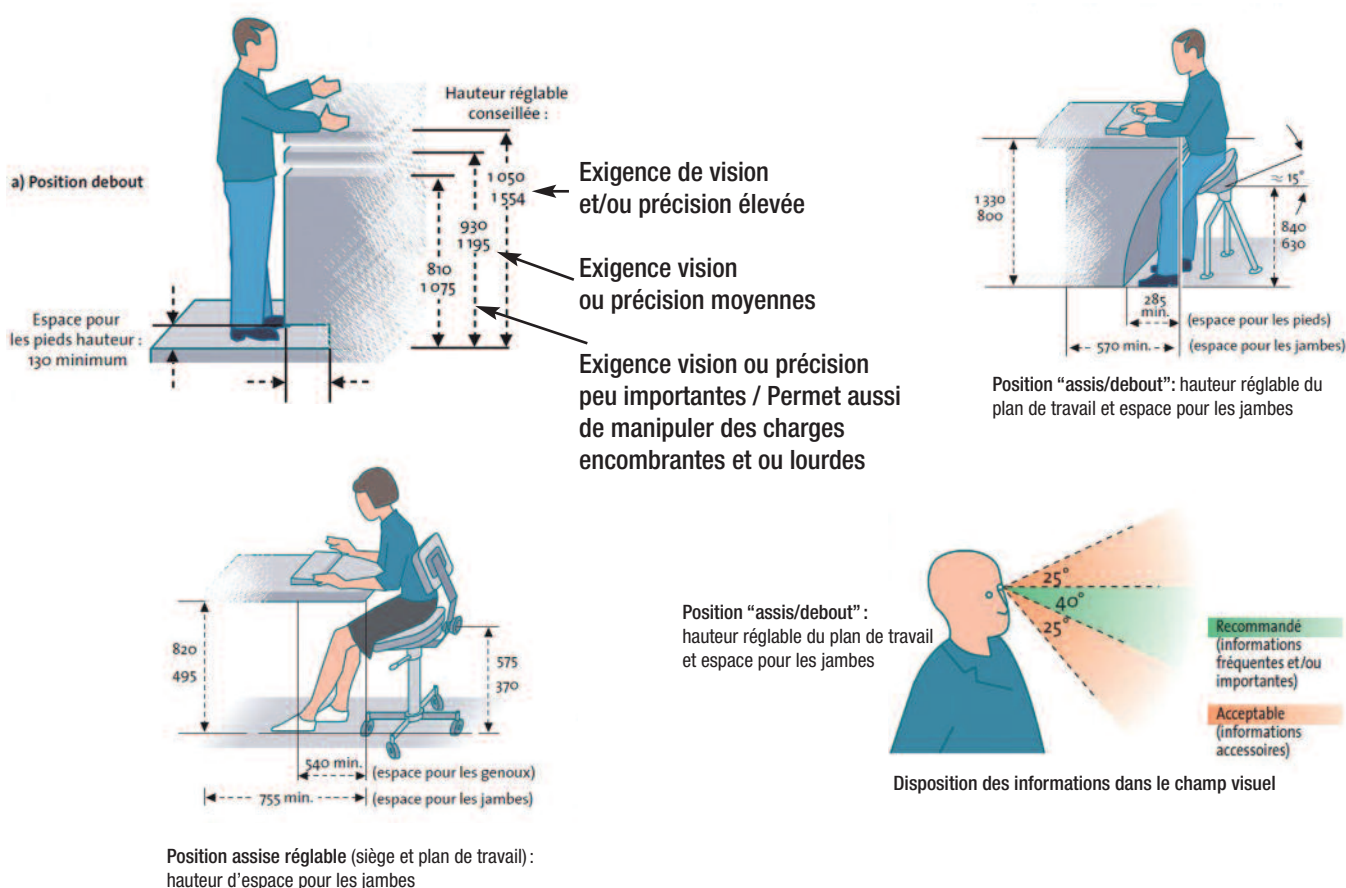 a) Position debout
Hauteur réglable
conseillée :
1 050
1 554
930
1 195
810
1 075
Espace pour
les pieds hauteur :
130 minimum
Exigence de vision
et/ou précision élevée
Exigence vision
ou précision moyennes
Exigence vision ou précision
peu importantes / Permet aussi
de manipuler des charges
encombrantes et ou lourdes
1 330
800
≈ 15°
840
630
285
min.
(espace pour les pieds)
570 min.
(espace pour les jambes)
Position “assis/debout”: hauteur réglable du
plan de travail et espace pour les jambes
820
495
575
370
540 min.
(espace pour les genoux)
755 min.
(espace pour les jambes)
Position assise réglable (siège et plan de travail) :
hauteur d’espace pour les jambes
Position “assis/debout” :
hauteur réglable du plan de travail
et espace pour les jambes
25°
40°
25°
Recommandé
(informations
fréquentes et/ou
importantes)
Acceptable
(informations
accessoires)
Disposition des informations dans le champ visuel